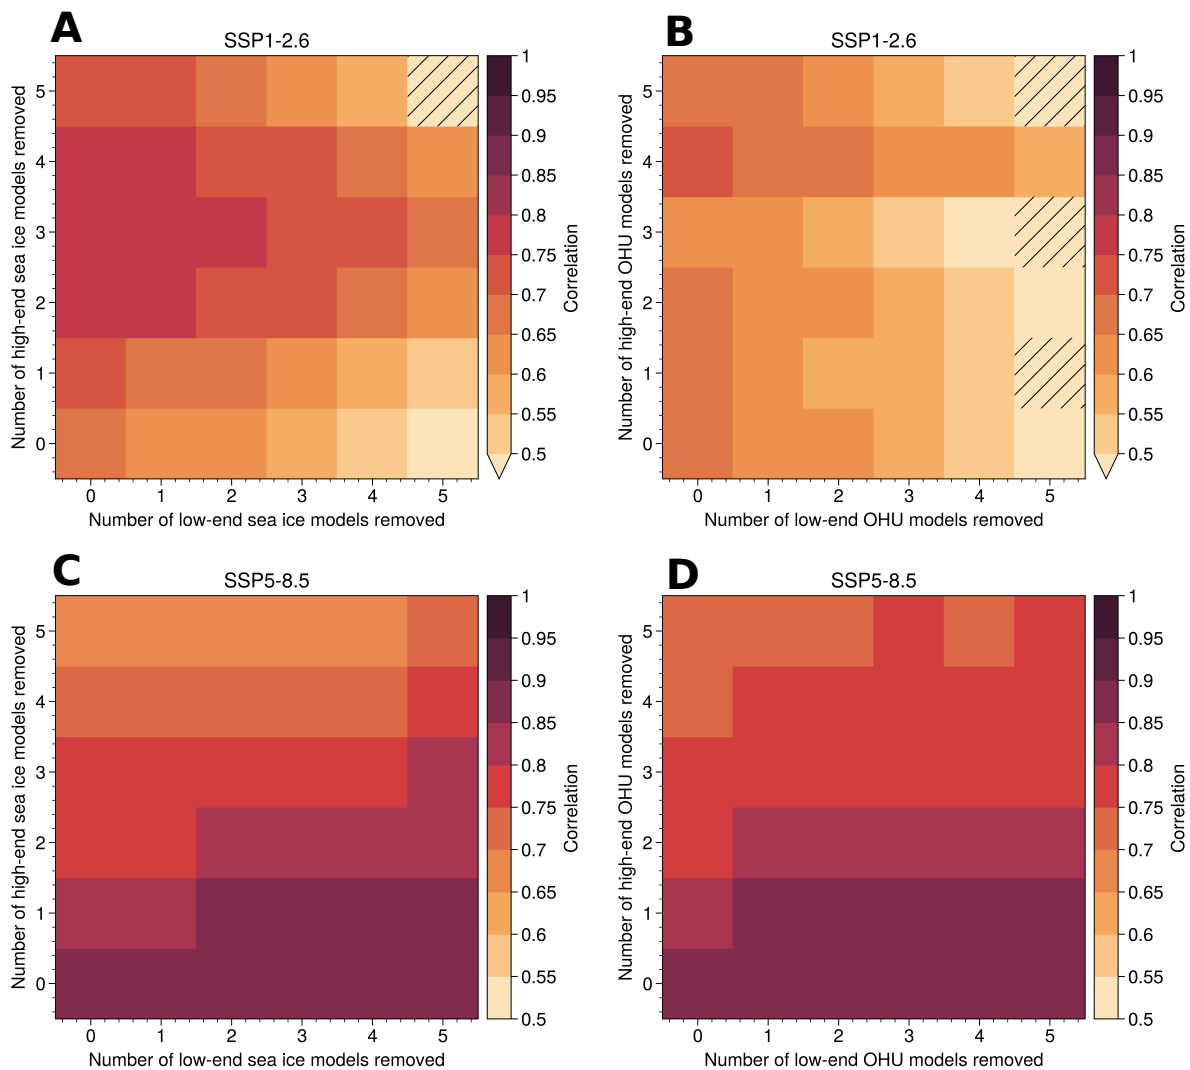 A
SSP1-2.6
Number of high-end sea ice models removed
5
4
3
2
1
0
0 1 2 3 4 5
Number of low-end sea ice models removed
1
0.95
0.9
0.85
0.8
0.75
0.7
0.65
0.6
0.55
0.5
Correlation
B
SSP1-2.6
Number of high-end OHU models removed
5
4
3
2
1
0
0 1 2 3 4 5
Number of low-end OHU models removed
1
0.95
0.9
0.85
0.8
0.75
0.7
0.65
0.6
0.55
0.5
Correlation
C
SSP5-8.5
Number of high-end sea ice models removed
5
4
3
2
1
0
0 1 2 3 4 5
Number of low-end sea ice models removed
1
0.95
0.9
0.85
0.8
0.75
0.7
0.65
0.6
0.55
0.5
Correlation
D
SSP5-8.5
Number of high-end OHU models removed
5
4
3
2
1
0
0 1 2 3 4 5
Number of low-end OHU models removed
1
0.95
0.9
0.85
0.8
0.75
0.7
0.65
0.6
0.55
0.5
Correlation